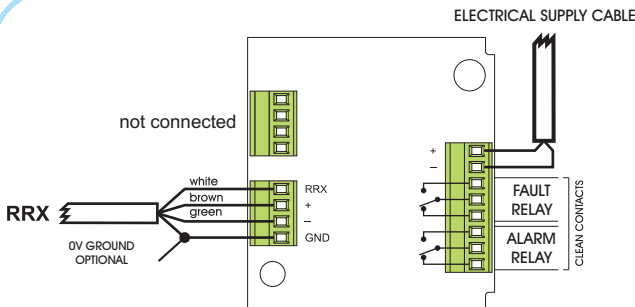 ELECTRICAL SUPPLY CABLE
not connected
white
brown
green
RRX
0V GROUND
OPTIONAL
RRX
+
–
GND
+
–
FAULT
RELAY
ALARM
RELAY
CLEAN CONTACTS